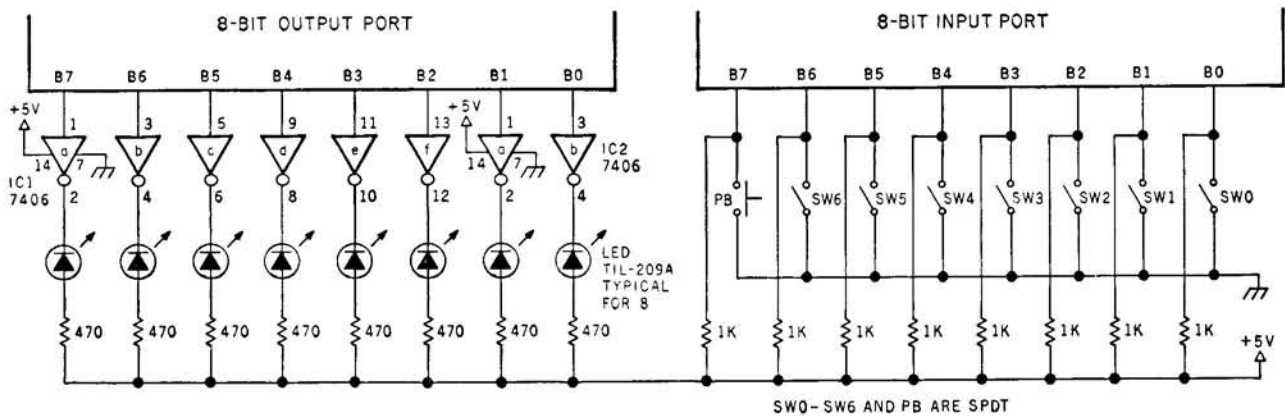 8-BIT OUTPUT PORT
8-BIT INPUT PORT
B7 B6 B5 B4 B3 B2 B1 B0
B7 B6 B5 B4 B3 B2 B1 B0
+5V
+5V
1 3 5 9 11 13 1 3
a b c d e f a b
14 7
14 7
IC1
7406
IC2
7406
2 4 6 8 10 12 2 4
PB SW6 SW5 SW4 SW3 SW2 SW1 SW0
LED
TIL-209A
TYPICAL
FOR 8
470 470 470 470 470 470 470 470
1K 1K 1K 1K 1K 1K 1K 1K
+5V
SW0-SW6 AND PB ARE SPDT